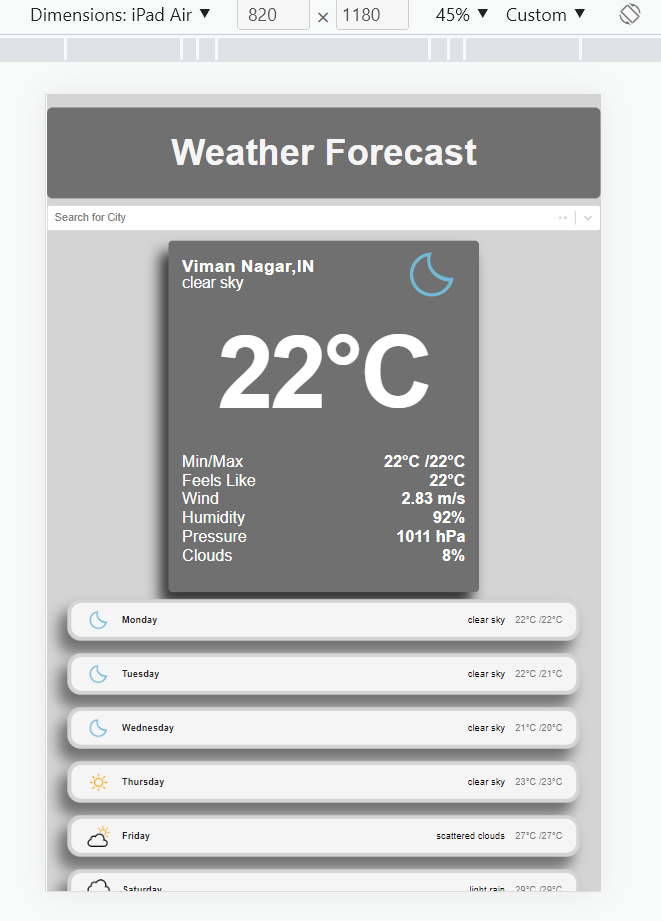 Dimensions: iPad Air ▼ 820 × 1180 45% ▼ Custom ▼
Weather Forecast
Search for City
Viman Nagar,IN
clear sky
22°C
Min/Max 22°C /22°C
Feels Like 22°C
Wind 2.83 m/s
Humidity 92%
Pressure 1011 hPa
Clouds 8%
Monday clear sky 22°C /22°C
Tuesday clear sky 22°C /21°C
Wednesday clear sky 21°C /20°C
Thursday clear sky 23°C /23°C
Friday scattered clouds 27°C /27°C
Saturday light rain 29°C /29°C